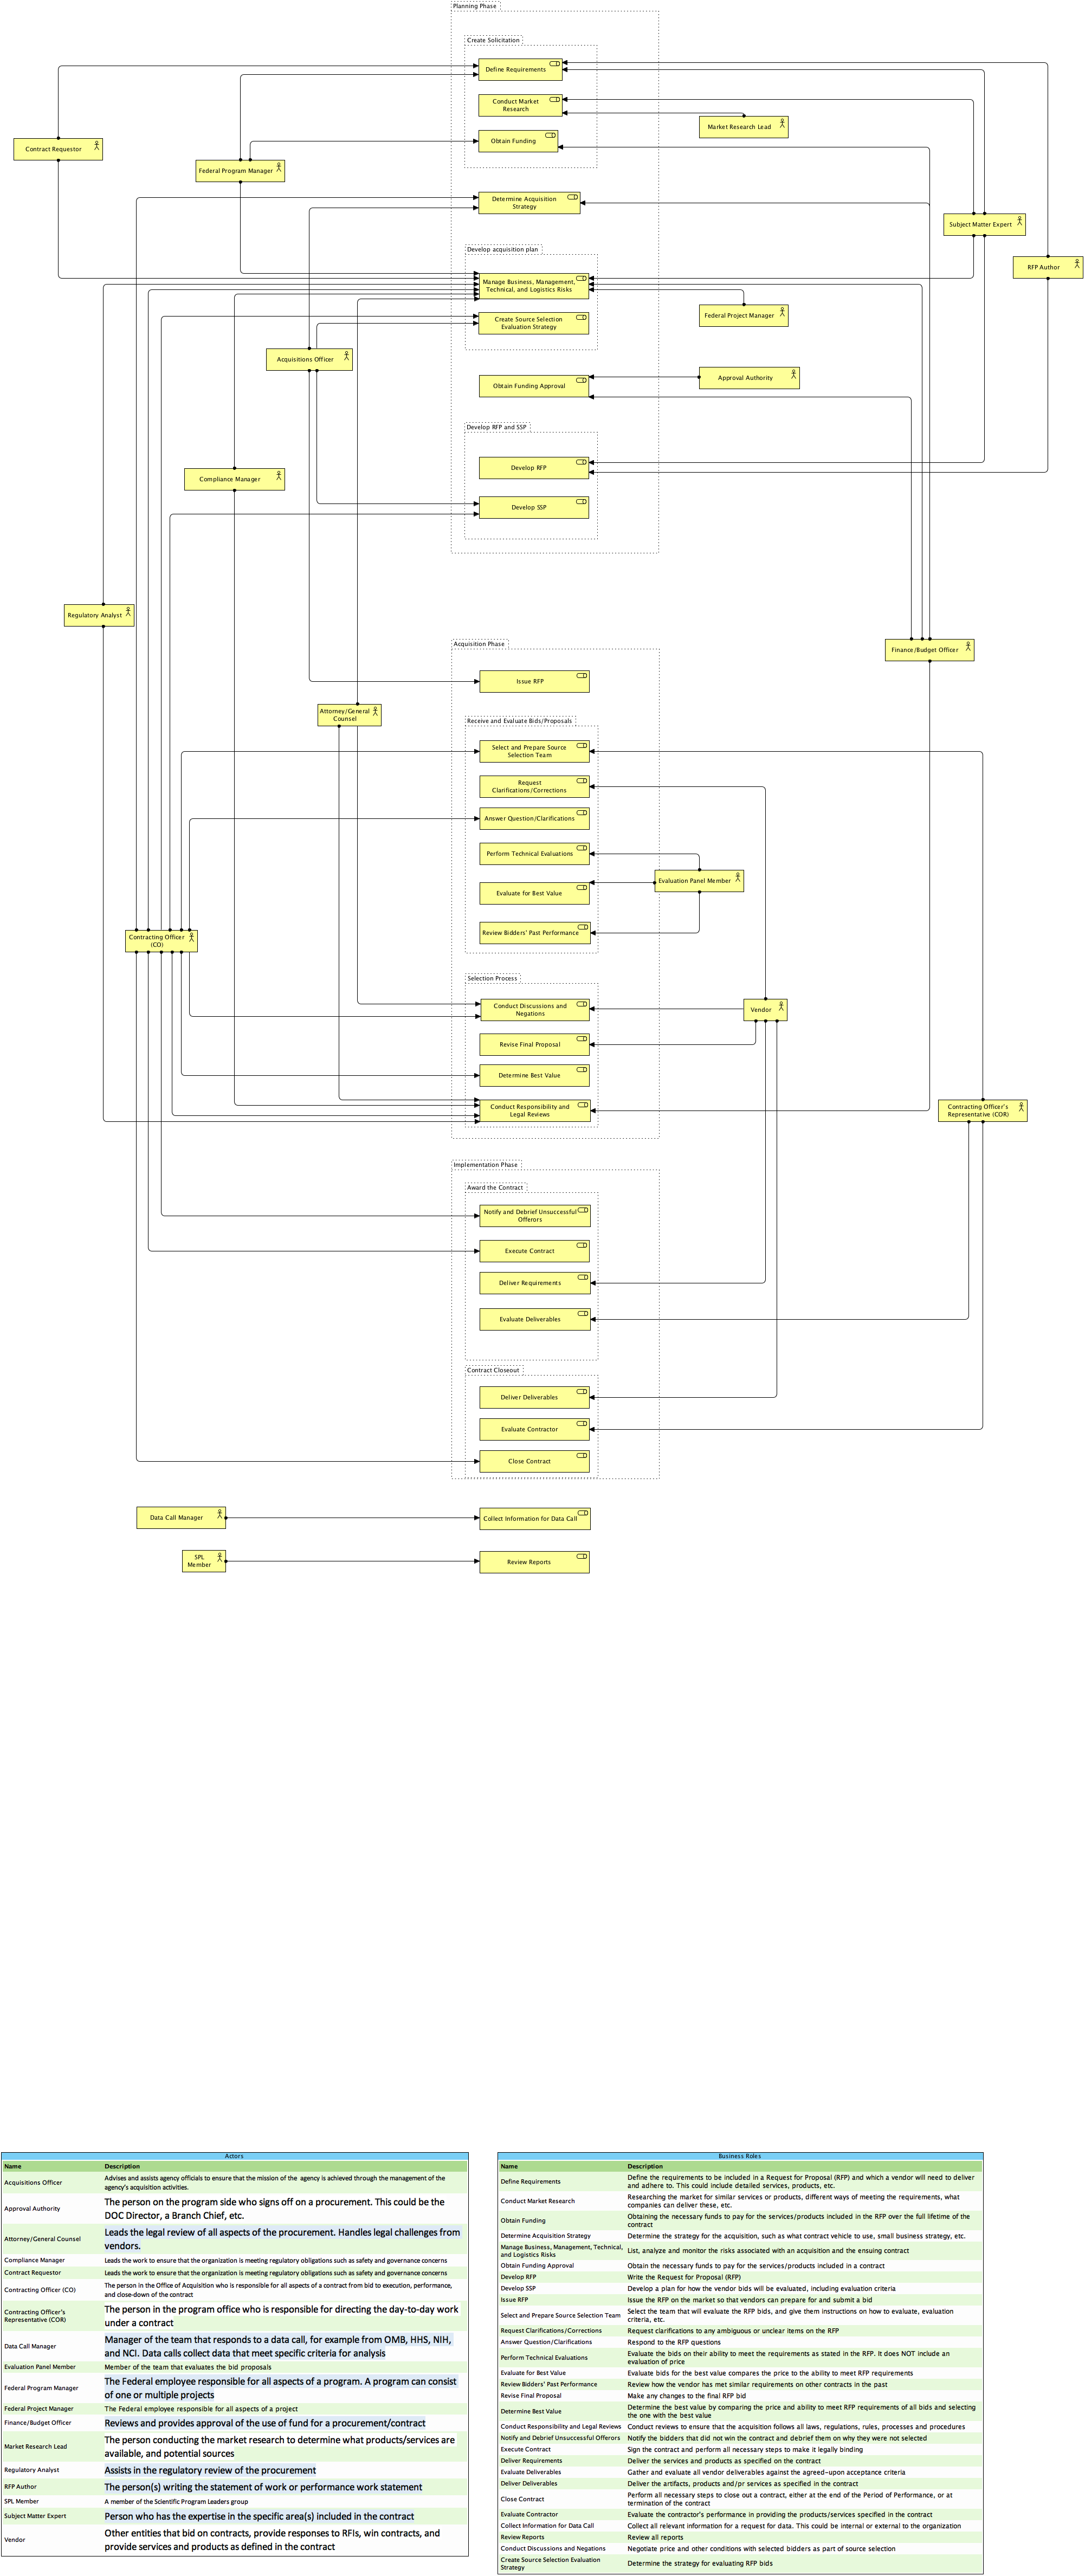 Planning Phase
Create Solicitation
Define Requirements
Conduct Market
Research
Market Research Lead
Obtain Funding
Contract Requestor
Federal Program Manager
Determine Acquisition
Strategy
Subject Matter Expert
Develop acquisition plan
RFP Author
Manage Business, Management,
Technical, and Logistics Risks
Federal Project Manager
Create Source Selection
Evaluation Strategy
Acquisitions Officer
Obtain Funding Approval
Approval Authority
Develop RFP and SSP
Develop RFP
Compliance Manager
Develop SSP
Regulatory Analyst
Acquisition Phase
Finance/Budget Officer
Issue RFP
Attorney/General
Counsel
Receive and Evaluate Bids/Proposals
Select and Prepare Source
Selection Team
Request
Clarifications/Corrections
Answer Question/Clarifications
Perform Technical Evaluations
Evaluation Panel Member
Evaluate for Best Value
Review Bidders' Past Performance
Contracting Officer
(CO)
Selection Process
Conduct Discussions and
Negations
Vendor
Revise Final Proposal
Determine Best Value
Conduct Responsibility and
Legal Reviews
Contracting Officer's
Representative (COR)
Implementation Phase
Award the Contract
Notify and Debrief Unsuccessful
Offerors
Execute Contract
Deliver Requirements
Evaluate Deliverables
Contract Closeout
Deliver Deliverables
Evaluate Contractor
Close Contract
Data Call Manager
Collect Information for Data Call
SPL
Member
Review Reports
Actors
Name Description
Acquisitions Officer
Advises and assists agency officials to ensure that the mission of the agency is achieved through the management of the
agency's acquisition activities.
Approval Authority
The person on the program side who signs off on a procurement. This could be the
DOC Director, a Branch Chief, etc.
Attorney/General Counsel
Leads the legal review of all aspects of the procurement. Handles legal challenges from
vendors.
Compliance Manager Leads the work to ensure that the organization is meeting regulatory obligations such as safety and governance concerns
Contract Requestor Leads the work to ensure that the organization is meeting regulatory obligations such as safety and governance concerns
Contracting Officer (CO)
The person in the Office of Acquisition who is responsible for all aspects of a contract from bid to execution, performance,
and close-down of the contract
Contracting Officer's
Representative (COR)
The person in the program office who is responsible for directing the day-to-day work
under a contract
Data Call Manager
Manager of the team that responds to a data call, for example from OMB, HHS, NIH,
and NCI. Data calls collect data that meet specific criteria for analysis
Evaluation Panel Member Member of the team that evaluates the bid proposals
Federal Program Manager
The Federal employee responsible for all aspects of a program. A program can consist
of one or multiple projects
Federal Project Manager The Federal employee responsible for all aspects of a project
Finance/Budget Officer Reviews and provides approval of the use of fund for a procurement/contract
Market Research Lead
The person conducting the market research to determine what products/services are
available, and potential sources
Regulatory Analyst Assists in the regulatory review of the procurement
RFP Author The person(s) writing the statement of work or performance work statement
SPL Member A member of the Scientific Program Leaders group
Subject Matter Expert Person who has the expertise in the specific area(s) included in the contract
Vendor
Other entities that bid on contracts, provide responses to RFIs, win contracts, and
provide services and products as defined in the contract
Business Roles
Name Description
Define Requirements
Define the requirements to be included in a Request for Proposal (RFP) and which a vendor will need to deliver
and adhere to. This could include detailed services, products, etc.
Conduct Market Research
Researching the market for similar services or products, different ways of meeting the requirements, what
companies can deliver these, etc.
Obtain Funding
Obtaining the necessary funds to pay for the services/products included in the RFP over the full lifetime of the
contract
Determine Acquisition Strategy Determine the strategy for the acquisition, such as what contract vehicle to use, small business strategy, etc.
Manage Business, Management, Technical,
and Logistics Risks
List, analyze and monitor the risks associated with an acquisition and the ensuing contract
Obtain Funding Approval Obtain the necessary funds to pay for the services/products included in a contract
Develop RFP Write the Request for Proposal (RFP)
Develop SSP Develop a plan for how the vendor bids will be evaluated, including evaluation criteria
Issue RFP Issue the RFP on the market so that vendors can prepare for and submit a bid
Select and Prepare Source Selection Team
Select the team that will evaluate the RFP bids, and give them instructions on how to evaluate, evaluation
criteria, etc.
Request Clarifications/Corrections Request clarifications to any ambiguous or unclear items on the RFP
Answer Question/Clarifications Respond to the RFP questions
Perform Technical Evaluations
Evaluate the bids on their ability to meet the requirements as stated in the RFP. It does NOT include an
evaluation of price
Evaluate for Best Value Evaluate bids for the best value compares the price to the ability to meet RFP requirements
Review Bidders' Past Performance Review how the vendor has met similar requirements on other contracts in the past
Revise Final Proposal Make any changes to the final RFP bid
Determine Best Value
Determine the best value by comparing the price and ability to meet RFP requirements of all bids and selecting
the one with the best value
Conduct Responsibility and Legal Reviews Conduct reviews to ensure that the acquisition follows all laws, regulations, rules, processes and procedures
Notify and Debrief Unsuccessful Offerors Notify the bidders that did not win the contract and debrief them on why they were not selected
Execute Contract Sign the contract and perform all necessary steps to make it legally binding
Deliver Requirements Deliver the services and products as specified on the contract
Evaluate Deliverables Gather and evaluate all vendor deliverables against the agreed-upon acceptance criteria
Deliver Deliverables Deliver the artifacts, products and/pr services as specified in the contract
Close Contract
Perform all necessary steps to close out a contract, either at the end of the Period of Performance, or at
termination of the contract
Evaluate Contractor Evaluate the contractor's performance in providing the products/services specified in the contract
Collect Information for Data Call Collect all relevant information for a request for data. This could be internal or external to the organization
Review Reports Review all reports
Conduct Discussions and Negations Negotiate price and other conditions with selected bidders as part of source selection
Create Source Selection Evaluation
Strategy
Determine the strategy for evaluating RFP bids